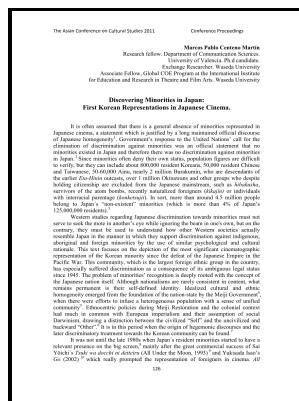 The Asian Conference on Cultural Studies 2011 Conference Proceedings
Marcos Pablo Centeno Martín
Research fellow. Department of Communication Sciences.
University of Valencia. Ph.d candidate.
Exchange Researcher. Waseda University
Associate Fellow, Global COE Program at the International Institute
for Education and Research in Theatre and Film Arts. Waseda University
Discovering Minorities in Japan:
First Korean Representations in Japanese Cinema.
It is often assumed that there is a general absence of minorities represented in
Japanese cinema, a statement which is justified by a long maintained official discourse
of Japanese homogeneity. Government's response to the United Nations' call for the
elimination of discrimination against minorities was an official statement that no
minorities existed in Japan and therefore there was no discrimination against minorities
in Japan. Since minorities often deny their own status, population figures are difficult
to verify, but they can include about 800,000 resident Koreans, 50,000 resident Chinese
and Taiwanese, 50-60,000 Ainu, nearly 2 million Burakumin, who are descendants of
the earlier Eta-Hinin outcasts, over 1 million Okinawans and other groups who despite
holding citizenship are excluded from the Japanese mainstream, such as hibakusha,
survivors of the atom bombs, recently naturalized foreigners (kikajin) or individuals
with interracial parentage (konketsuji). In sort, more than around 4.5 million people
belong to Japan's "non-existent" minorities (which is more than 4% of Japan's
125,000,000 residents).
Western studies regarding Japanese discrimination towards minorities must not
serve to seek the mote in another's eye while ignoring the beam in one's own, but on the
contrary, they must be used to understand how other Western societies actually
resemble Japan in the manner in which they support discrimination against indigenous,
aboriginal and foreign minorities by the use of similar psychological and cultural
rationale. This text focuses on the depiction of the most significant cinematographic
representation of the Korean minority since the defeat of the Japanese Empire in the
Pacific War. This community, which is the largest foreign ethnic group in the country,
has especially suffered discrimination as a consequence of its ambiguous legal status
since 1945. The problem of minorities' recognition is deeply rooted with the concept of
the Japanese nation itself. Although nationalities are rarely consistent in content, what
remains permanent is their self-defined identity. Idealized cultural and ethnic
homogeneity emerged from the foundation of the nation-state by the Meiji Government,
when there were efforts to infuse a heterogeneous population with a sense of unified
community. Ethnocentric policies during Meiji Restoration and the colonial control
had much in common with European imperialism and their assumption of social
Darwinism, drawing a distinction between the civilized "Self" and the uncivilized and
backward "Other". It is in this period when the origin of hegemonic discourses and the
later discriminatory treatment towards the Korean community can be found.
It was not until the late 1980s when Japan's resident minorities started to have a
relevant presence on the big screen, mainly after the great commercial success of Sai
Yôichi's Tsuki wa docchi ni deteiru (All Under the Moon, 1993) and Yukisada Isao's
Go (2002) which really prompted the representation of foreigners in cinema. All
126